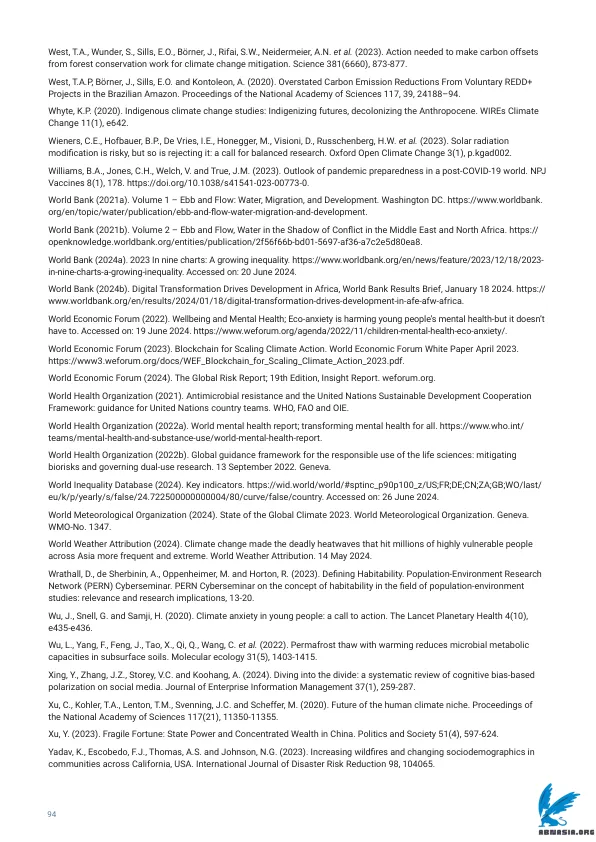 West, T.A., Wunder, S., Sills, E.O., Börner, J., Rifai, S.W., Neidermeier, A.N. et al. (2023). Action needed to make carbon offsets
from forest conservation work for climate change mitigation. Science 381(6660), 873-877.
West, T.A.P, Börner, J., Sills, E.O. and Kontoleon, A. (2020). Overstated Carbon Emission Reductions From Voluntary REDD+
Projects in the Brazilian Amazon. Proceedings of the National Academy of Sciences 117, 39, 24188–94.
Whyte, K.P. (2020). Indigenous climate change studies: Indigenizing futures, decolonizing the Anthropocene. WIREs Climate
Change 11(1), e642.
Wieners, C.E., Hofbauer, B.P., De Vries, I.E., Honegger, M., Visioni, D., Russchenberg, H.W. et al. (2023). Solar radiation
modification is risky, but so is rejecting it: a call for balanced research. Oxford Open Climate Change 3(1), p.kgad002.
Williams, B.A., Jones, C.H., Welch, V. and True, J.M. (2023). Outlook of pandemic preparedness in a post-COVID-19 world. NPJ
Vaccines 8(1), 178. https://doi.org/10.1038/s41541-023-00773-0.
World Bank (2021a). Volume 1 – Ebb and Flow: Water, Migration, and Development. Washington DC. https://www.worldbank.
org/en/topic/water/publication/ebb-and-flow-water-migration-and-development.
World Bank (2021b). Volume 2 – Ebb and Flow, Water in the Shadow of Conflict in the Middle East and North Africa. https://
openknowledge.worldbank.org/entities/publication/2f56f66b-bd01-5697-af36-a7c2e5d80ea8.
World Bank (2024a). 2023 In nine charts: A growing inequality. https://www.worldbank.org/en/news/feature/2023/12/18/2023-
in-nine-charts-a-growing-inequality. Accessed on: 20 June 2024.
World Bank (2024b). Digital Transformation Drives Development in Africa, World Bank Results Brief, January 18 2024. https://
www.worldbank.org/en/results/2024/01/18/digital-transformation-drives-development-in-afe-afw-africa.
World Economic Forum (2022). Wellbeing and Mental Health; Eco-anxiety is harming young people's mental health-but it doesn't
have to. Accessed on: 19 June 2024. https://www.weforum.org/agenda/2022/11/children-mental-health-eco-anxiety/.
World Economic Forum (2023). Blockchain for Scaling Climate Action. World Economic Forum White Paper April 2023.
https://www3.weforum.org/docs/WEF_Blockchain_for_Scaling_Climate_Action_2023.pdf.
World Economic Forum (2024). The Global Risk Report; 19th Edition, Insight Report. weforum.org.
World Health Organization (2021). Antimicrobial resistance and the United Nations Sustainable Development Cooperation
Framework: guidance for United Nations country teams. WHO, FAO and OIE.
World Health Organization (2022a). World mental health report; transforming mental health for all. https://www.who.int/
teams/mental-health-and-substance-use/world-mental-health-report.
World Health Organization (2022b). Global guidance framework for the responsible use of the life sciences: mitigating
biorisks and governing dual-use research. 13 September 2022. Geneva.
World Inequality Database (2024). Key indicators. https://wid.world/world/#sptinc_p90p100_z/US;FR;DE;CN;ZA;GB;WO/last/
eu/k/p/yearly/s/false/24.722500000000004/80/curve/false/country. Accessed on: 26 June 2024.
World Meteorological Organization (2024). State of the Global Climate 2023. World Meteorological Organization. Geneva.
WMO-No. 1347.
World Weather Attribution (2024). Climate change made the deadly heatwaves that hit millions of highly vulnerable people
across Asia more frequent and extreme. World Weather Attribution. 14 May 2024.
Wrathall, D., de Sherbinin, A., Oppenheimer, M. and Horton, R. (2023). Defining Habitability. Population-Environment Research
Network (PERN) Cyberseminar. PERN Cyberseminar on the concept of habitability in the field of population-environment
studies: relevance and research implications, 13-20.
Wu, J., Snell, G. and Samji, H. (2020). Climate anxiety in young people: a call to action. The Lancet Planetary Health 4(10),
e435-e436.
Wu, L., Yang, F., Feng, J., Tao, X., Qi, Q., Wang, C. et al. (2022). Permafrost thaw with warming reduces microbial metabolic
capacities in subsurface soils. Molecular ecology 31(5), 1403-1415.
Xing, Y., Zhang, J.Z., Storey, V.C. and Koohang, A. (2024). Diving into the divide: a systematic review of cognitive bias-based
polarization on social media. Journal of Enterprise Information Management 37(1), 259-287.
Xu, C., Kohler, T.A., Lenton, T.M., Svenning, J.C. and Scheffer, M. (2020). Future of the human climate niche. Proceedings of
the National Academy of Sciences 117(21), 11350-11355.
Xu, Y. (2023). Fragile Fortune: State Power and Concentrated Wealth in China. Politics and Society 51(4), 597-624.
Yadav, K., Escobedo, F.J., Thomas, A.S. and Johnson, N.G. (2023). Increasing wildfires and changing sociodemographics in
communities across California, USA. International Journal of Disaster Risk Reduction 98, 104065.
94
ABNASIA.ORG